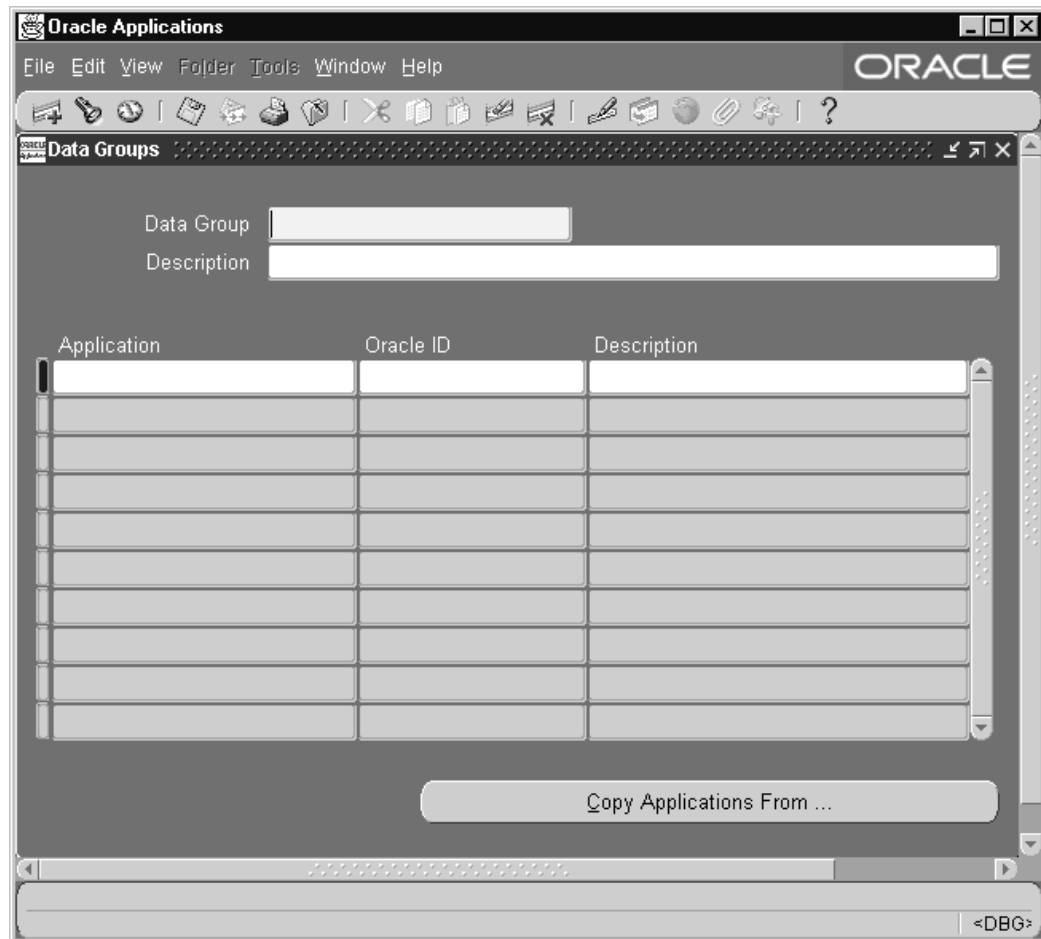 Oracle Applications
File Edit View Folder Tools Window Help
ORACLE
?
Data Groups
Data Group
Description
Application Oracle ID Description
Copy Applications From ...
<DBG>